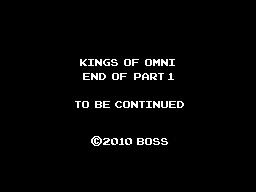 KINGS OF OMNI
END OF PART 1
TO BE CONTINUED
©2010 BOSS